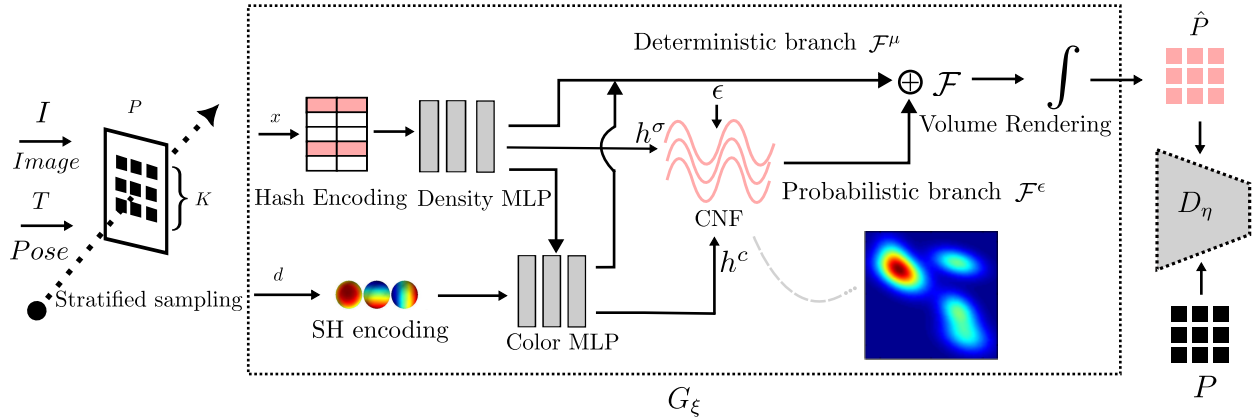 I
Image
T
Pose
P
K
Stratified sampling
x
Hash Encoding
Density MLP
d
SH encoding
Color MLP
Deterministic branch 𝓕^μ
ϵ
h^σ
CNF
h^c
Probabilistic branch 𝓕^ϵ
⊕ 𝓕
∫
Volume Rendering
G_ξ
P̂
D_η
P